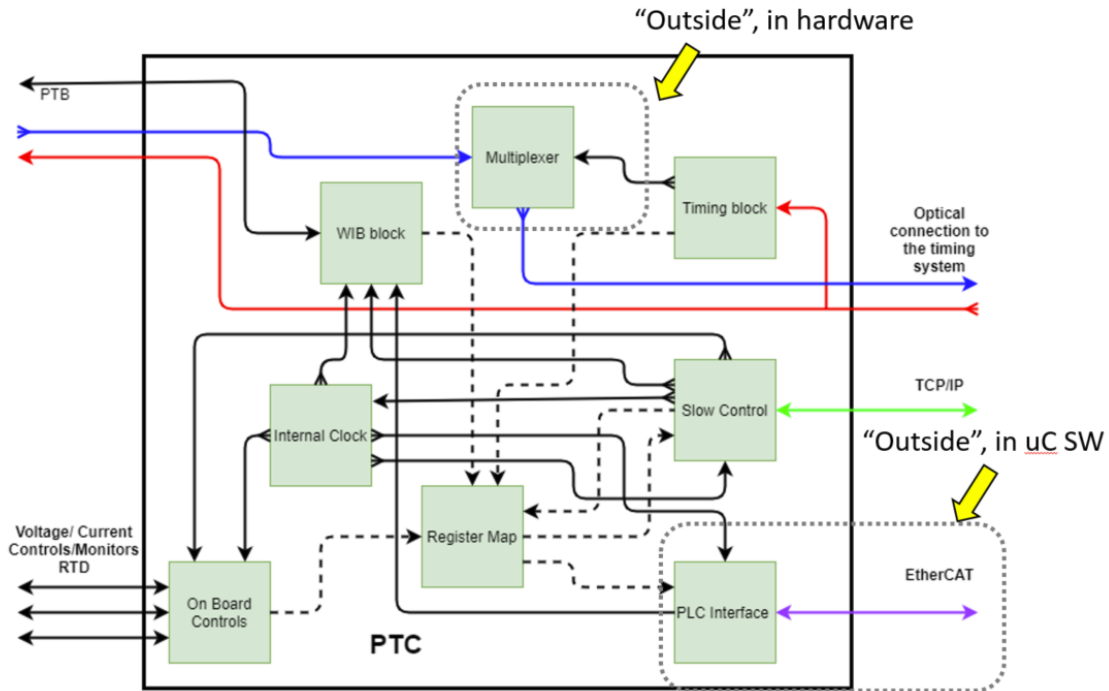 “Outside”, in hardware
PTB
Multiplexer
Timing block
WIB block
Optical
connection to
the timing
system
TCP/IP
Slow Control
“Outside”, in uC SW
Internal Clock
Register Map
Voltage/ Current
Controls/Monitors
RTD
EtherCAT
On Board
Controls
PLC Interface
PTC